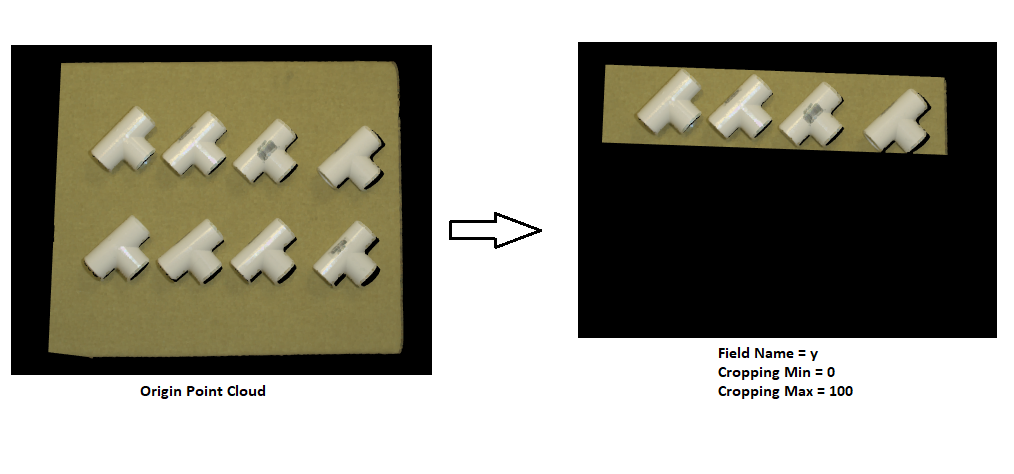 Origin Point Cloud
Field Name = y
Cropping Min = 0
Cropping Max = 100